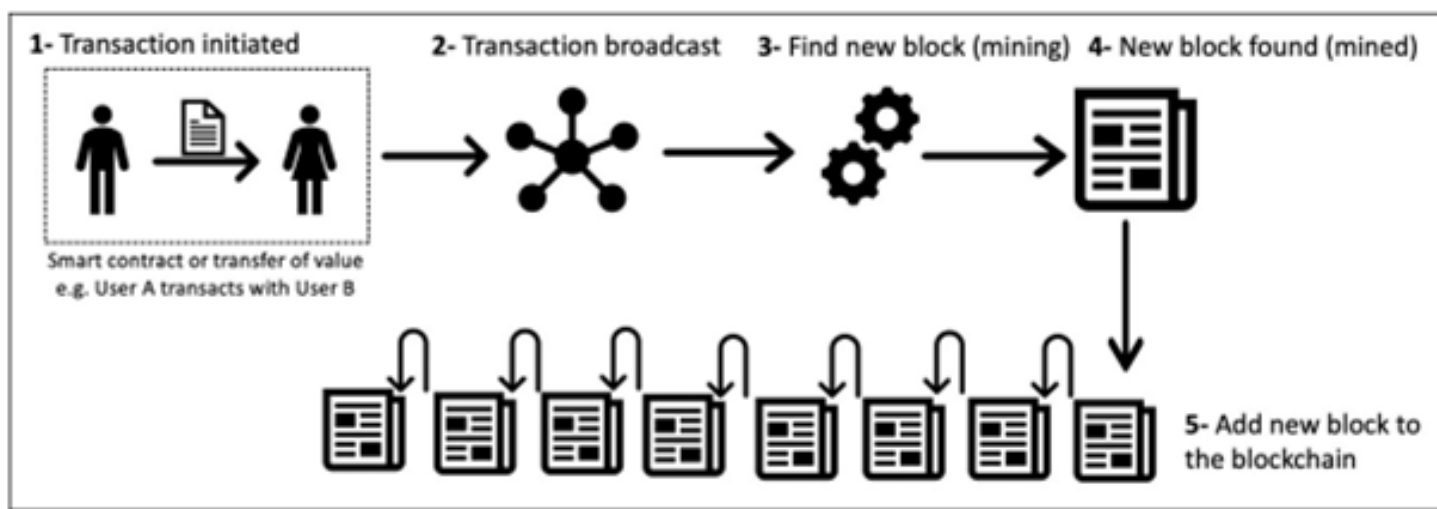 1- Transaction initiated
2- Transaction broadcast
3- Find new block (mining)
4- New block found (mined)
Smart contract or transfer of value
e.g. User A transacts with User B
5- Add new block to
the blockchain